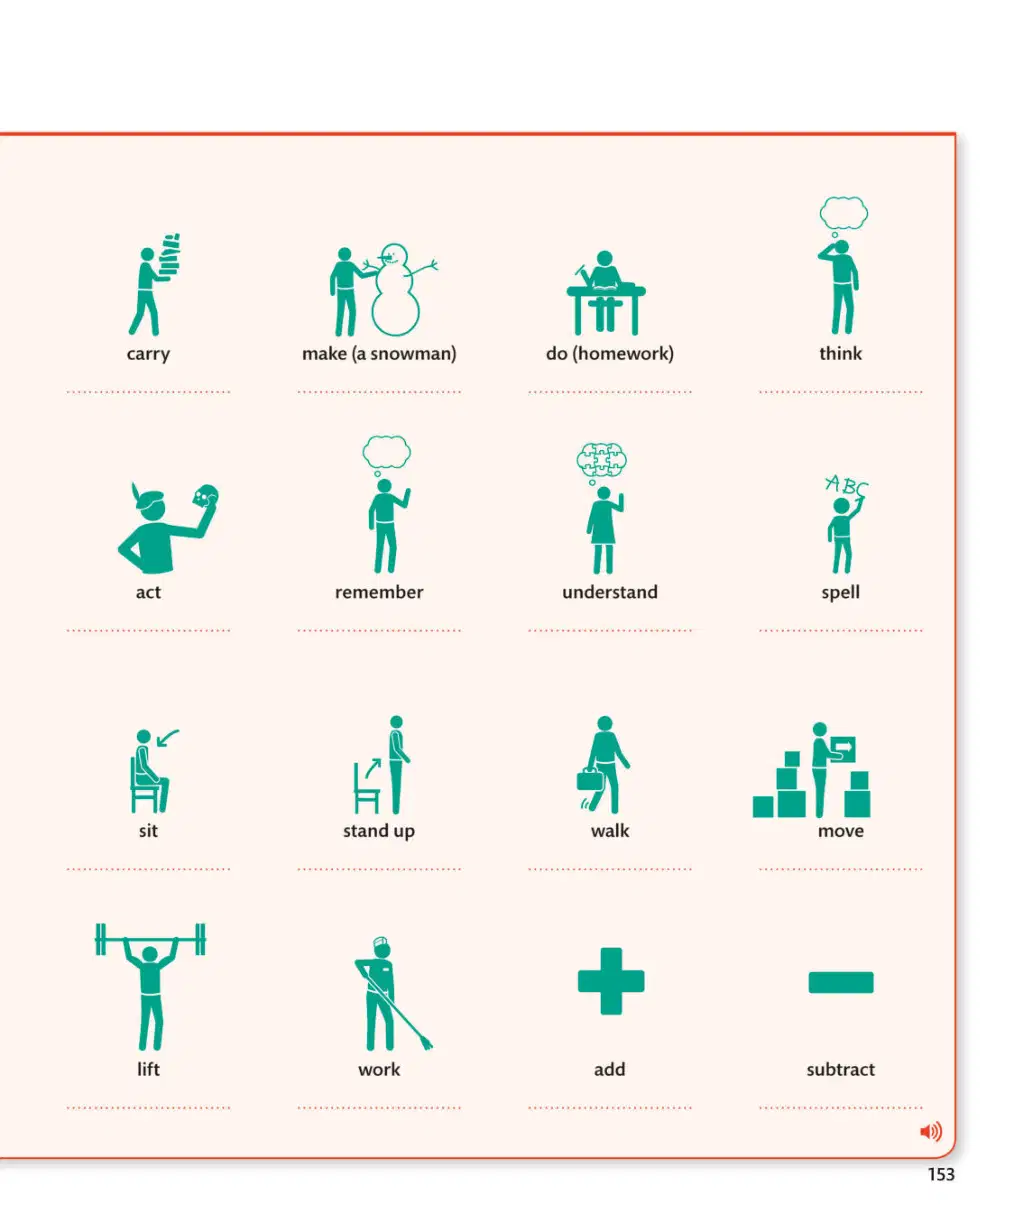 carry make (a snowman) do (homework) think
act remember understand ABC spell
sit stand up walk move
lift work add subtract
153